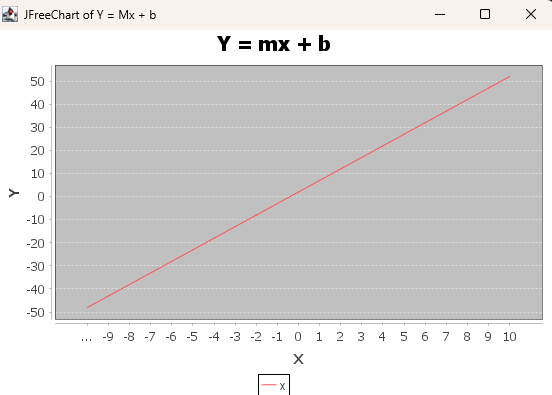 JFreeChart of Y = Mx + b
Y = mx + b
50
40
30
20
10
0
-10
-20
-30
-40
-50
Y
... -9 -8 -7 -6 -5 -4 -3 -2 -1 0 1 2 3 4 5 6 7 8 9 10
X
x